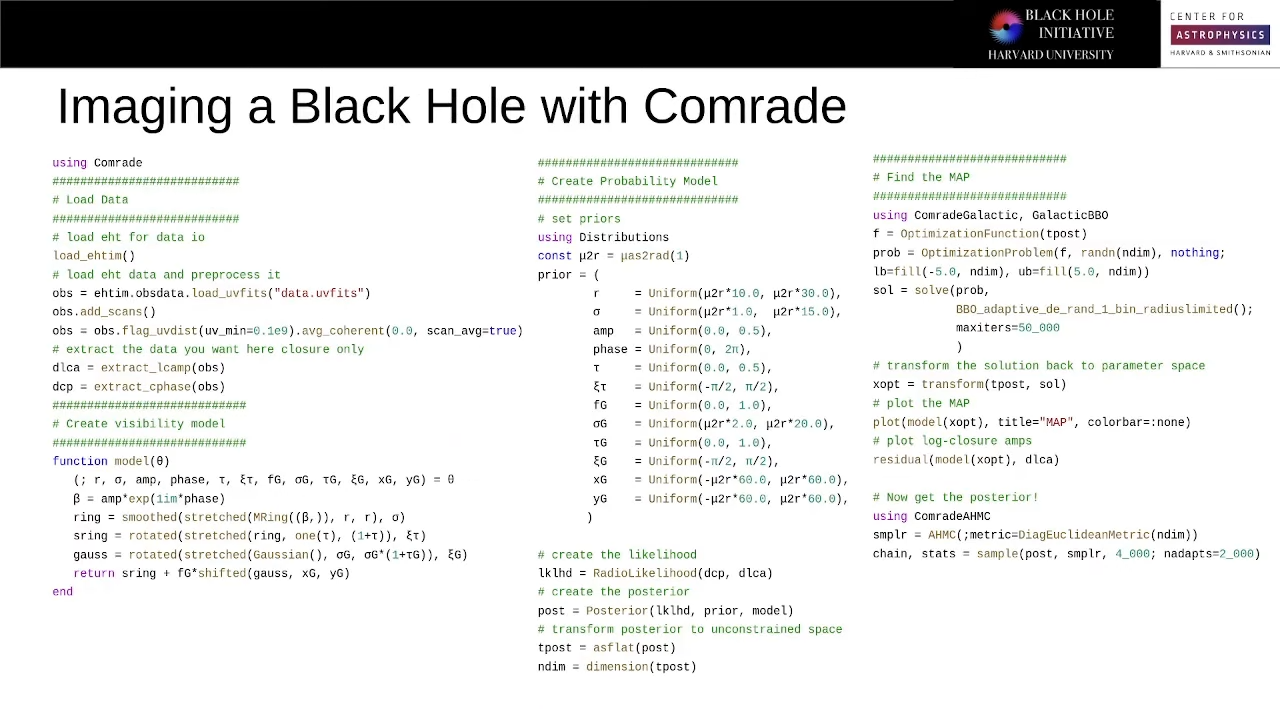 BLACK HOLE
INITIATIVE
HARVARD UNIVERSITY
CENTER FOR
ASTROPHYSICS
HARVARD & SMITHSONIAN
Imaging a Black Hole with Comrade
using Comrade
###########################
# Load Data
###########################
# load eht for data io
load_ehtim()
# load eht data and preprocess it
obs = ehtim.obsdata.load_uvfits("data.uvfits")
obs.add_scans()
obs = obs.flag_uvdist(uv_min=0.1e9).avg_coherent(0.0, scan_avg=true)
# extract the data you want here closure only
dlca = extract_lcamp(obs)
dcp = extract_cphase(obs)
############################
# Create visibility model
############################
function model(θ)
(; r, σ, amp, phase, τ, ξτ, fG, σG, τG, ξG, xG, yG) = θ
β = amp*exp(1im*phase)
ring = smoothed(stretched(MRing((β,)), r, r), σ)
sring = rotated(stretched(ring, one(τ), (1+τ)), ξτ)
gauss = rotated(stretched(Gaussian(), σG, σG*(1+τG)), ξG)
return sring + fG*shifted(gauss, xG, yG)
end
#############################
# Create Probability Model
#############################
# set priors
using Distributions
const μ2r = μas2rad(1)
prior = (
r = Uniform(μ2r*10.0, μ2r*30.0),
σ = Uniform(μ2r*1.0, μ2r*15.0),
amp = Uniform(0.0, 0.5),
phase = Uniform(0, 2π),
τ = Uniform(0.0, 0.5),
ξτ = Uniform(-π/2, π/2),
fG = Uniform(0.0, 1.0),
σG = Uniform(μ2r*2.0, μ2r*20.0),
τG = Uniform(0.0, 1.0),
ξG = Uniform(-π/2, π/2),
xG = Uniform(-μ2r*60.0, μ2r*60.0),
yG = Uniform(-μ2r*60.0, μ2r*60.0),
)
# create the likelihood
lklhd = RadioLikelihood(dcp, dlca)
# create the posterior
post = Posterior(lklhd, prior, model)
# transform posterior to unconstrained space
tpost = asflat(post)
ndim = dimension(tpost)
############################
# Find the MAP
############################
using ComradeGalactic, GalacticBBO
f = OptimizationFunction(tpost)
prob = OptimizationProblem(f, randn(ndim), nothing;
lb=fill(-5.0, ndim), ub=fill(5.0, ndim))
sol = solve(prob,
BBO_adaptive_de_rand_1_bin_radiuslimited();
maxiters=50_000
)
# transform the solution back to parameter space
xopt = transform(tpost, sol)
# plot the MAP
plot(model(xopt), title="MAP", colorbar=:none)
# plot log-closure amps
residual(model(xopt), dlca)
# Now get the posterior!
using ComradeAHMC
smplr = AHMC(;metric=DiagEuclideanMetric(ndim))
chain, stats = sample(post, smplr, 4_000; nadapts=2_000)